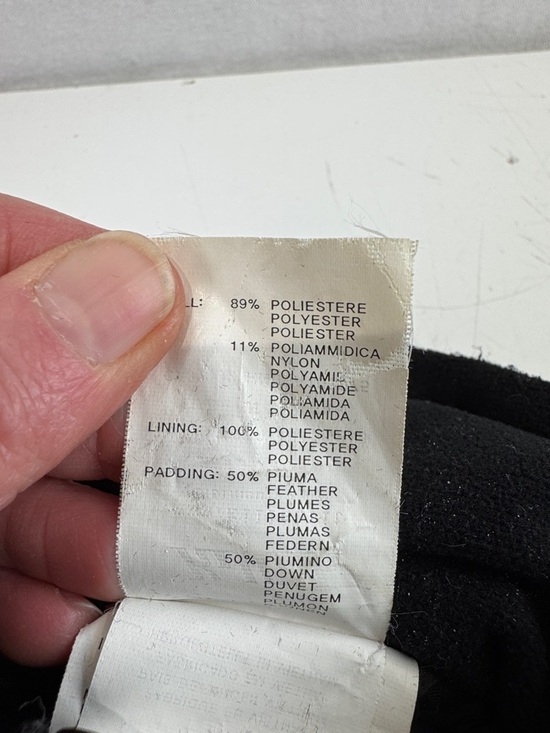 LL: 89% POLIESTERE
POLYESTER
POLIESTER
11% POLIAMMIDICA
NYLON
POLYAMID
POLYAMIDE
POLIAMIDA
POLIAMIDA
LINING: 100% POLIESTERE
POLYESTER
POLIESTER
PADDING: 50% PIUMA
FEATHER
PLUMES
PENAS
PLUMAS
FEDERN
50% PIUMINO
DOWN
DUVET
PENUGEM
PLUMON